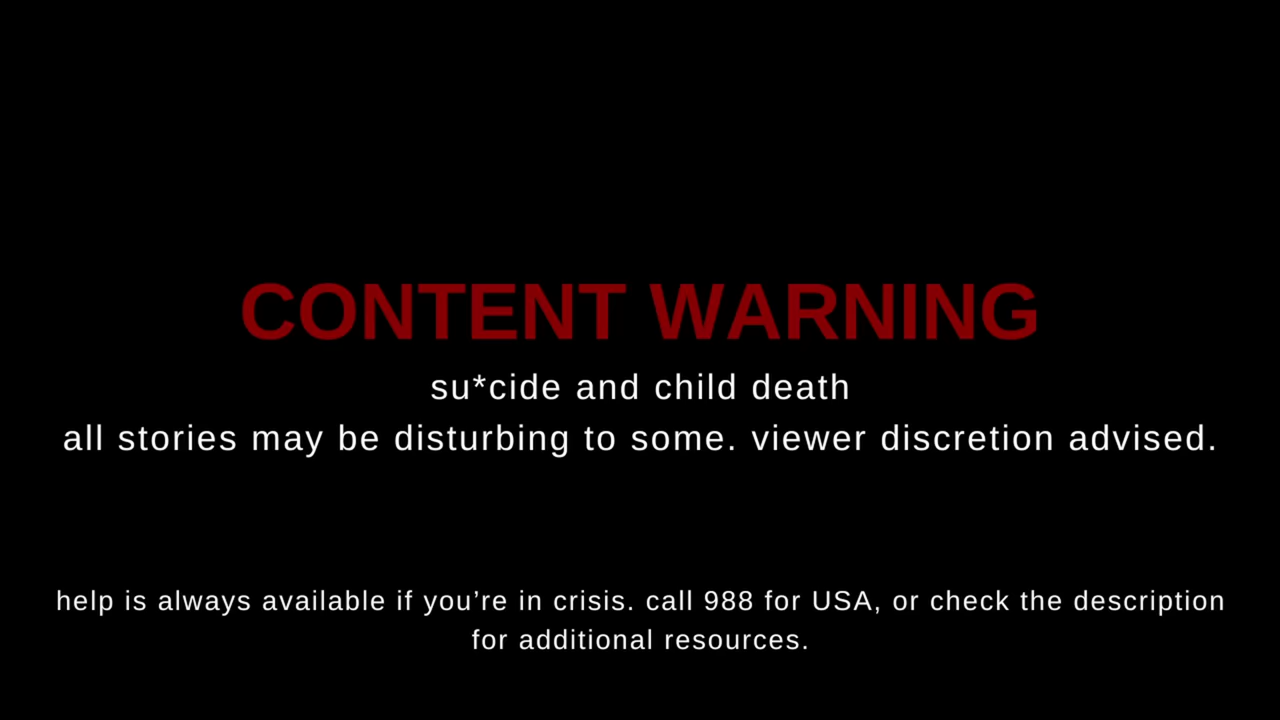 CONTENT WARNING
su*cide and child death
all stories may be disturbing to some. viewer discretion advised.
help is always available if you’re in crisis. call 988 for USA, or check the description
for additional resources.